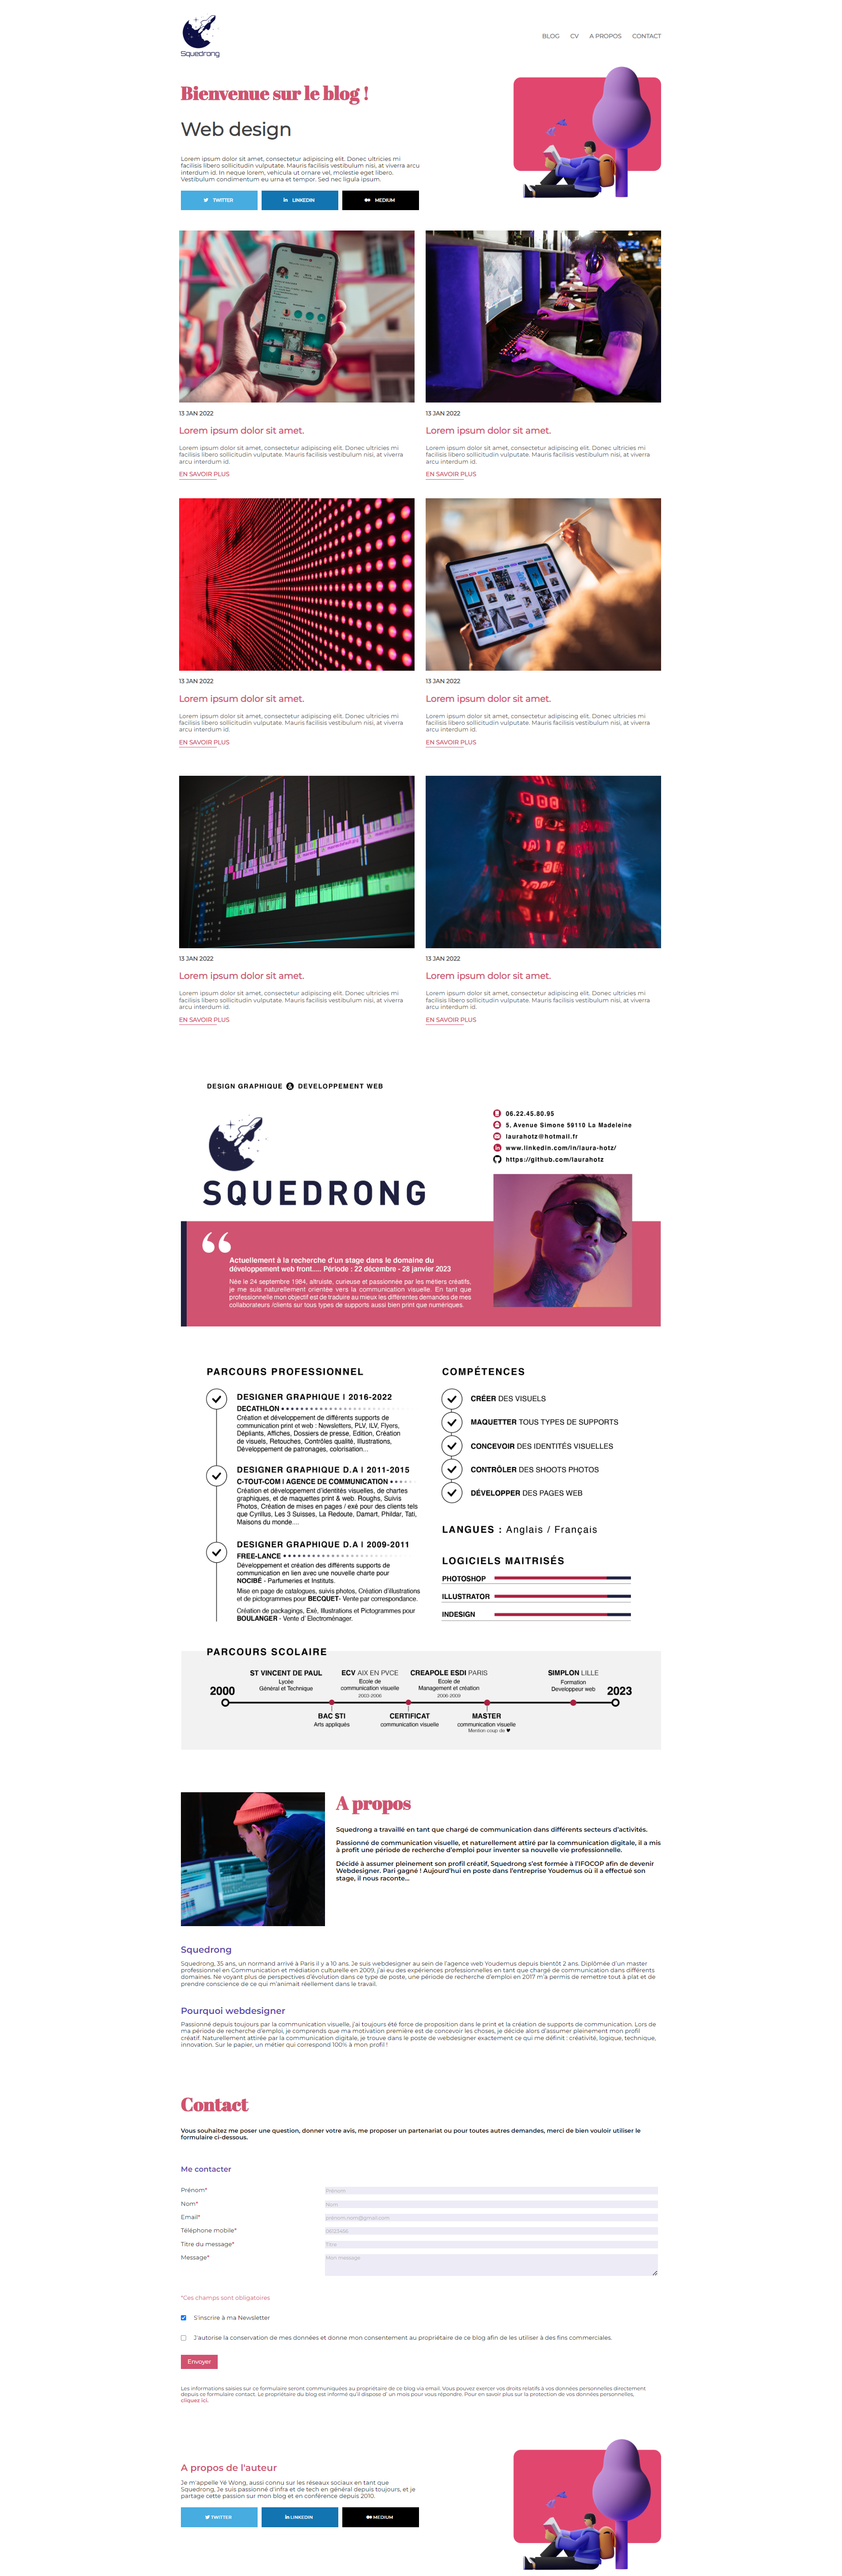 Squedrong
BLOG CV A PROPOS CONTACT
Bienvenue sur le blog !
Web design
Lorem ipsum dolor sit amet, consectetur adipiscing elit. Donec ultricies mi
facilisis libero sollicitudin vulputate. Mauris facilisis vestibulum nisi, at viverra arcu
interdum id. In neque lorem, vehicula ut ornare vel, molestie eget libero.
Vestibulum condimentum eu urna et tempor. Sed nec ligula ipsum.
TWITTER LINKEDIN MEDIUM
13 JAN 2022
Lorem ipsum dolor sit amet.
Lorem ipsum dolor sit amet, consectetur adipiscing elit. Donec ultricies mi
facilisis libero sollicitudin vulputate. Mauris facilisis vestibulum nisi, at viverra
arcu interdum id.
EN SAVOIR PLUS
13 JAN 2022
Lorem ipsum dolor sit amet.
Lorem ipsum dolor sit amet, consectetur adipiscing elit. Donec ultricies mi
facilisis libero sollicitudin vulputate. Mauris facilisis vestibulum nisi, at viverra
arcu interdum id.
EN SAVOIR PLUS
13 JAN 2022
Lorem ipsum dolor sit amet.
Lorem ipsum dolor sit amet, consectetur adipiscing elit. Donec ultricies mi
facilisis libero sollicitudin vulputate. Mauris facilisis vestibulum nisi, at viverra
arcu interdum id.
EN SAVOIR PLUS
13 JAN 2022
Lorem ipsum dolor sit amet.
Lorem ipsum dolor sit amet, consectetur adipiscing elit. Donec ultricies mi
facilisis libero sollicitudin vulputate. Mauris facilisis vestibulum nisi, at viverra
arcu interdum id.
EN SAVOIR PLUS
13 JAN 2022
Lorem ipsum dolor sit amet.
Lorem ipsum dolor sit amet, consectetur adipiscing elit. Donec ultricies mi
facilisis libero sollicitudin vulputate. Mauris facilisis vestibulum nisi, at viverra
arcu interdum id.
EN SAVOIR PLUS
13 JAN 2022
Lorem ipsum dolor sit amet.
Lorem ipsum dolor sit amet, consectetur adipiscing elit. Donec ultricies mi
facilisis libero sollicitudin vulputate. Mauris facilisis vestibulum nisi, at viverra
arcu interdum id.
EN SAVOIR PLUS
DESIGN GRAPHIQUE & DEVELOPPEMENT WEB
06.22.45.80.95
5, Avenue Simone 59110 La Madeleine
laurahotz@hotmail.fr
www.linkedin.com/in/laura-hotz/
https://github.com/laurahotz
SQUEDRONG
“
Actuellement à la recherche d'un stage dans le domaine du
développement web front..... Période : 22 décembre - 28 janvier 2023
Née le 24 septembre 1984, altruiste, curieuse et passionnée par les métiers créatifs,
je me suis naturellement orientée vers la communication visuelle. En tant que
professionnelle mon objectif est de traduire au mieux les différentes demandes de mes
collaborateurs /clients sur tous types de supports aussi bien print que numériques.
PARCOURS PROFESSIONNEL
DESIGNER GRAPHIQUE | 2016-2022
DECATHLON
Création et développement de différents supports de
communication print et web : Newsletters, PLV, ILV, Flyers,
Dépliants, Affiches, Dossiers de presse, Edition, Création
de visuels, Retouches, Contrôles qualité, Illustrations,
Développement de patronages, colorisation...
DESIGNER GRAPHIQUE D.A | 2011-2015
C-TOUT-COM | AGENCE DE COMMUNICATION
Création et développement d'identités visuelles, de chartes
graphiques, et de maquettes print & web. Roughs, Suivis
Photos, Création de mises en pages / exé pour des clients tels
que Cyrillus, Les 3 Suisses, La Redoute, Damart, Phildar, Tati,
Maisons du monde....
DESIGNER GRAPHIQUE D.A | 2009-2011
FREE-LANCE
Développement et création des différents supports de
communication en lien avec une nouvelle charte pour
NOCIBÉ - Parfumeries et Instituts.
Mise en page de catalogues, suivis photos, Création d'illustrations
et de pictogrammes pour BECQUET- Vente par correspondance.
Création de packagings, Exé, Illustrations et Pictogrammes pour
BOULANGER - Vente d' Electroménager.
COMPÉTENCES
CRÉER DES VISUELS
MAQUETTER TOUS TYPES DE SUPPORTS
CONCEVOIR DES IDENTITÉS VISUELLES
CONTRÔLER DES SHOOTS PHOTOS
DÉVELOPPER DES PAGES WEB
LANGUES : Anglais / Français
LOGICIELS MAITRISÉS
PHOTOSHOP
ILLUSTRATOR
INDESIGN
PARCOURS SCOLAIRE
2000
ST VINCENT DE PAUL
Lycée
Général et Technique
ECV AIX EN PVCE
Ecole de
communication visuelle
2003-2006
CREAPOLE ESDI PARIS
Ecole de
Management et création
2006-2009
SIMPLON LILLE
Formation
Developpeur web
2023
BAC STI
Arts appliqués
CERTIFICAT
communication visuelle
MASTER
communication visuelle
Mention coup de ♥
A propos
Squedrong a travaillé en tant que chargé de communication dans différents secteurs d'activités.
Passionné de communication visuelle, et naturellement attiré par la communication digitale, il a mis
à profit une période de recherche d'emploi pour inventer sa nouvelle vie professionnelle.
Décidé à assumer pleinement son profil créatif, Squedrong s'est formée à l'IFOCOP afin de devenir
Webdesigner. Pari gagné ! Aujourd'hui en poste dans l'entreprise Youdemus où il a effectué son
stage, il nous raconte...
Squedrong
Squedrong, 35 ans, un normand arrivé à Paris il y a 10 ans. Je suis webdesigner au sein de l'agence web Youdemus depuis bientôt 2 ans. Diplômée d'un master
professionnel en Communication et médiation culturelle en 2009, j'ai eu des expériences professionnelles en tant que chargé de communication dans différents
domaines. Ne voyant plus de perspectives d'évolution dans ce type de poste, une période de recherche d'emploi en 2017 m'a permis de remettre tout à plat et de
prendre conscience de ce qui m'animait réellement dans le travail.
Pourquoi webdesigner
Passionné depuis toujours par la communication visuelle, j'ai toujours été force de proposition dans le print et la création de supports de communication. Lors de
ma période de recherche d'emploi, je comprends que ma motivation première est de concevoir les choses, je décide alors d'assumer pleinement mon profil
créatif. Naturellement attirée par la communication digitale, je trouve dans le poste de webdesigner exactement ce qui me définit : créativité, logique, technique,
innovation. Sur le papier, un métier qui correspond 100% à mon profil !
Contact
Vous souhaitez me poser une question, donner votre avis, me proposer un partenariat ou pour toutes autres demandes, merci de bien vouloir utiliser le
formulaire ci-dessous.
Me contacter
Prénom* Prénom
Nom* Nom
Email* prenom.nom@gmail.com
Téléphone mobile* 06123456
Titre du message* Titre
Message* Mon message
*Ces champs sont obligatoires
S'inscrire à ma Newsletter
J'autorise la conservation de mes données et donne mon consentement au propriétaire de ce blog afin de les utiliser à des fins commerciales.
Envoyer
Les informations saisies sur ce formulaire seront communiquées au propriétaire de ce blog via email. Vous pouvez exercer vos droits relatifs à vos données personnelles directement
depuis ce formulaire contact. Le propriétaire du blog est informé qu'il dispose d' un mois pour vous répondre. Pour en savoir plus sur la protection de vos données personnelles,
cliquez ici.
A propos de l'auteur
Je m'appelle Yé Wong, aussi connu sur les réseaux sociaux en tant que
Squedrong. Je suis passionné d'infra et de tech en général depuis toujours, et je
partage cette passion sur mon blog et en conférence depuis 2010.
TWITTER LINKEDIN MEDIUM